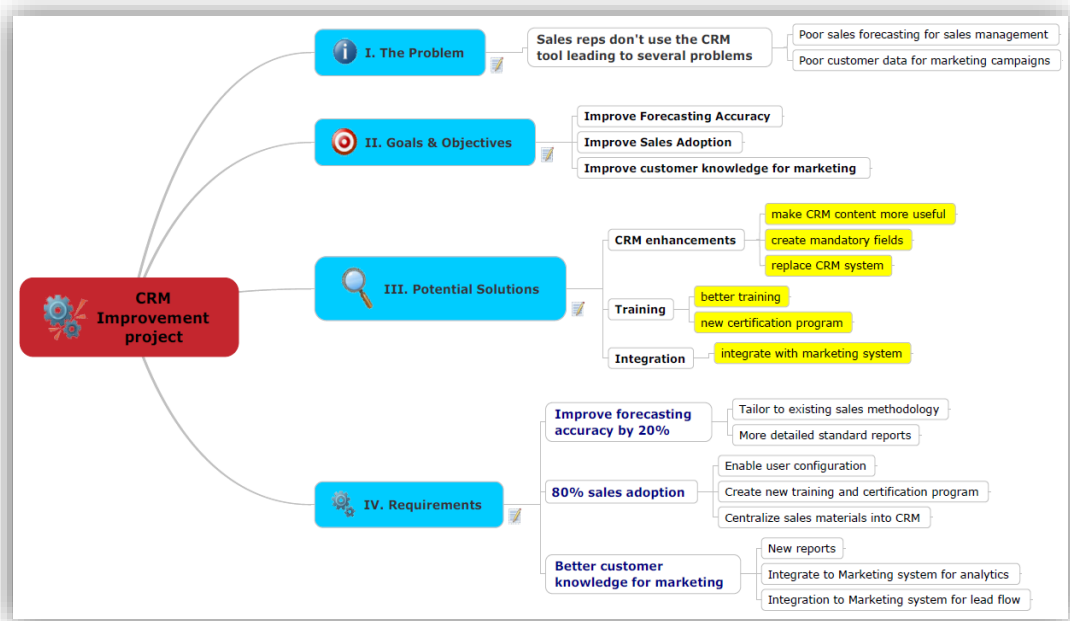 CRM
Improvement
project
I. The Problem
Sales reps don't use the CRM
tool leading to several problems
Poor sales forecasting for sales management
Poor customer data for marketing campaigns
II. Goals & Objectives
Improve Forecasting Accuracy
Improve Sales Adoption
Improve customer knowledge for marketing
III. Potential Solutions
CRM enhancements
make CRM content more useful
create mandatory fields
replace CRM system
Training
better training
new certification program
Integration
integrate with marketing system
IV. Requirements
Improve forecasting
accuracy by 20%
Tailor to existing sales methodology
More detailed standard reports
80% sales adoption
Enable user configuration
Create new training and certification program
Centralize sales materials into CRM
Better customer
knowledge for marketing
New reports
Integrate to Marketing system for analytics
Integration to Marketing system for lead flow